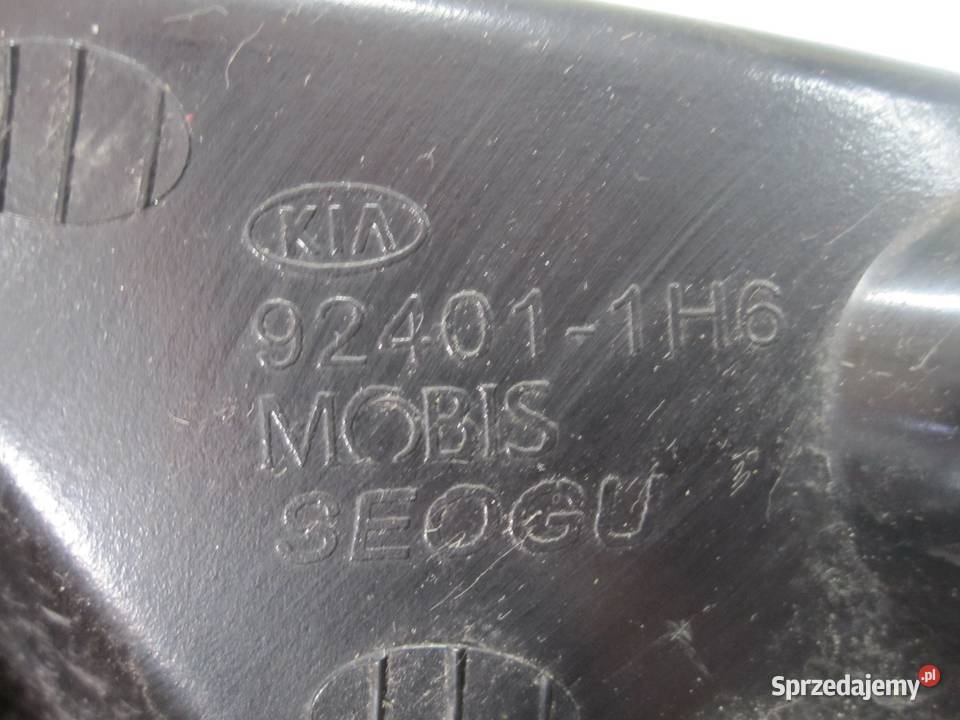 KIA
92401-1H6
MOBIS
SEOGU
Sprzedajemy.pl